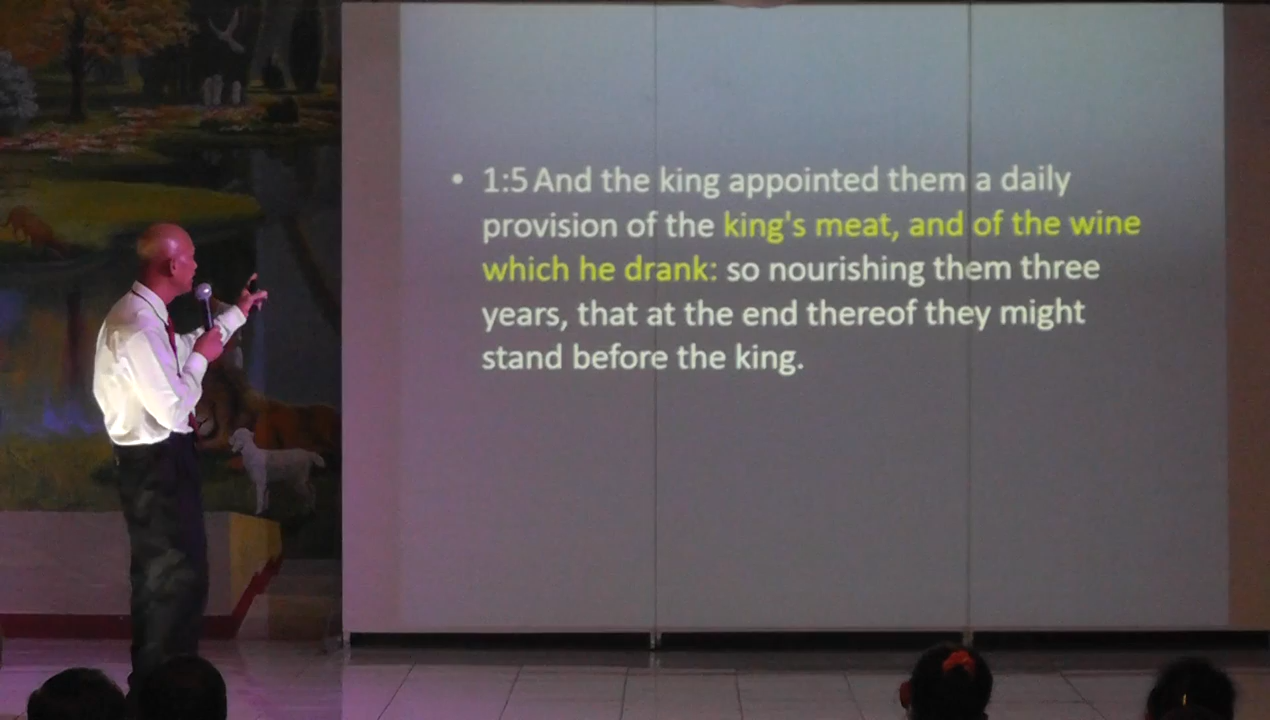 • 1:5 And the king appointed them a daily
provision of the king's meat, and of the wine
which he drank: so nourishing them three
years, that at the end thereof they might
stand before the king.